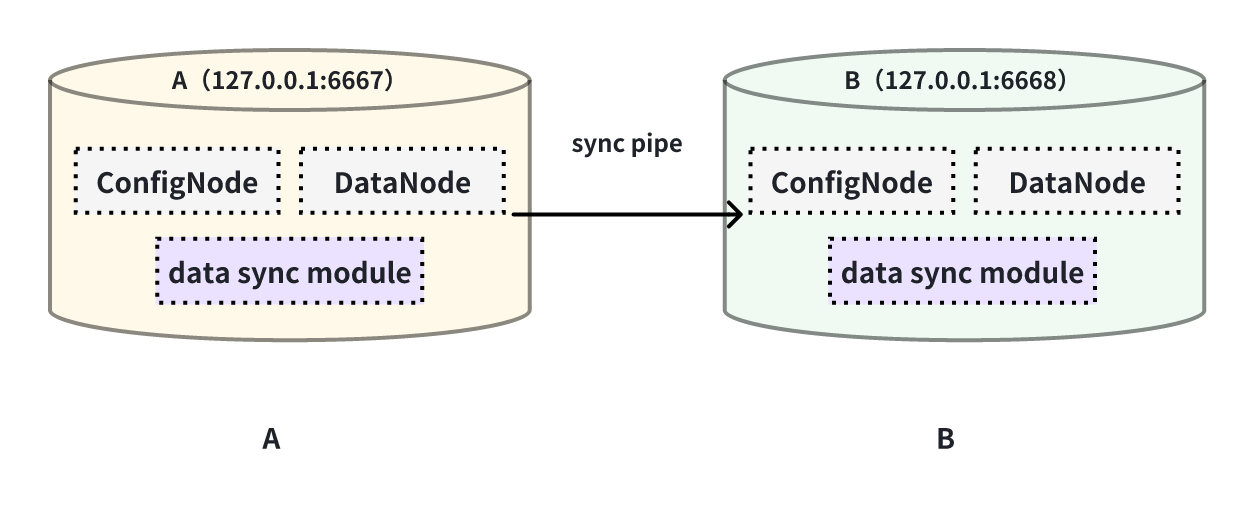 A（127.0.0.1:6667）
B（127.0.0.1:6668）
sync pipe
ConfigNode
DataNode
ConfigNode
DataNode
data sync module
data sync module
A
B